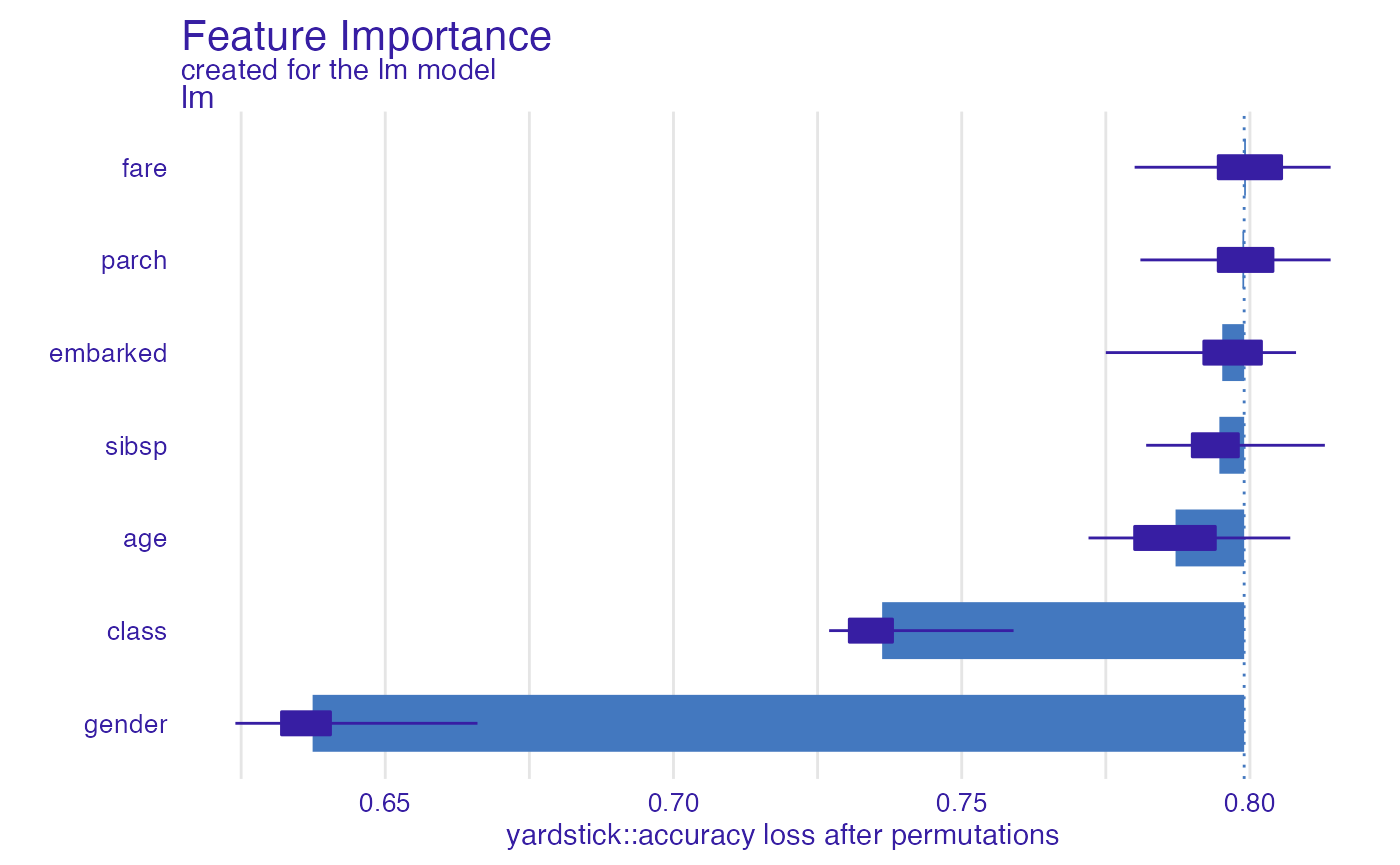 Feature Importance
created for the lm model
lm
fare
parch
embarked
sibsp
age
class
gender
0.65 0.70 0.75 0.80
yardstick::accuracy loss after permutations